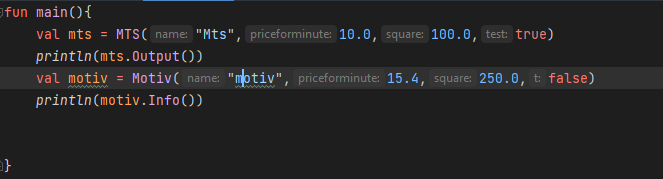 fun main(){
val mts = MTS( name: "Mts", priceforminute: 10.0, square: 100.0, test: true)
println(mts.Output())
val motiv = Motiv( name: "motiv", priceforminute: 15.4, square: 250.0, t: false)
println(motiv.Info())
}